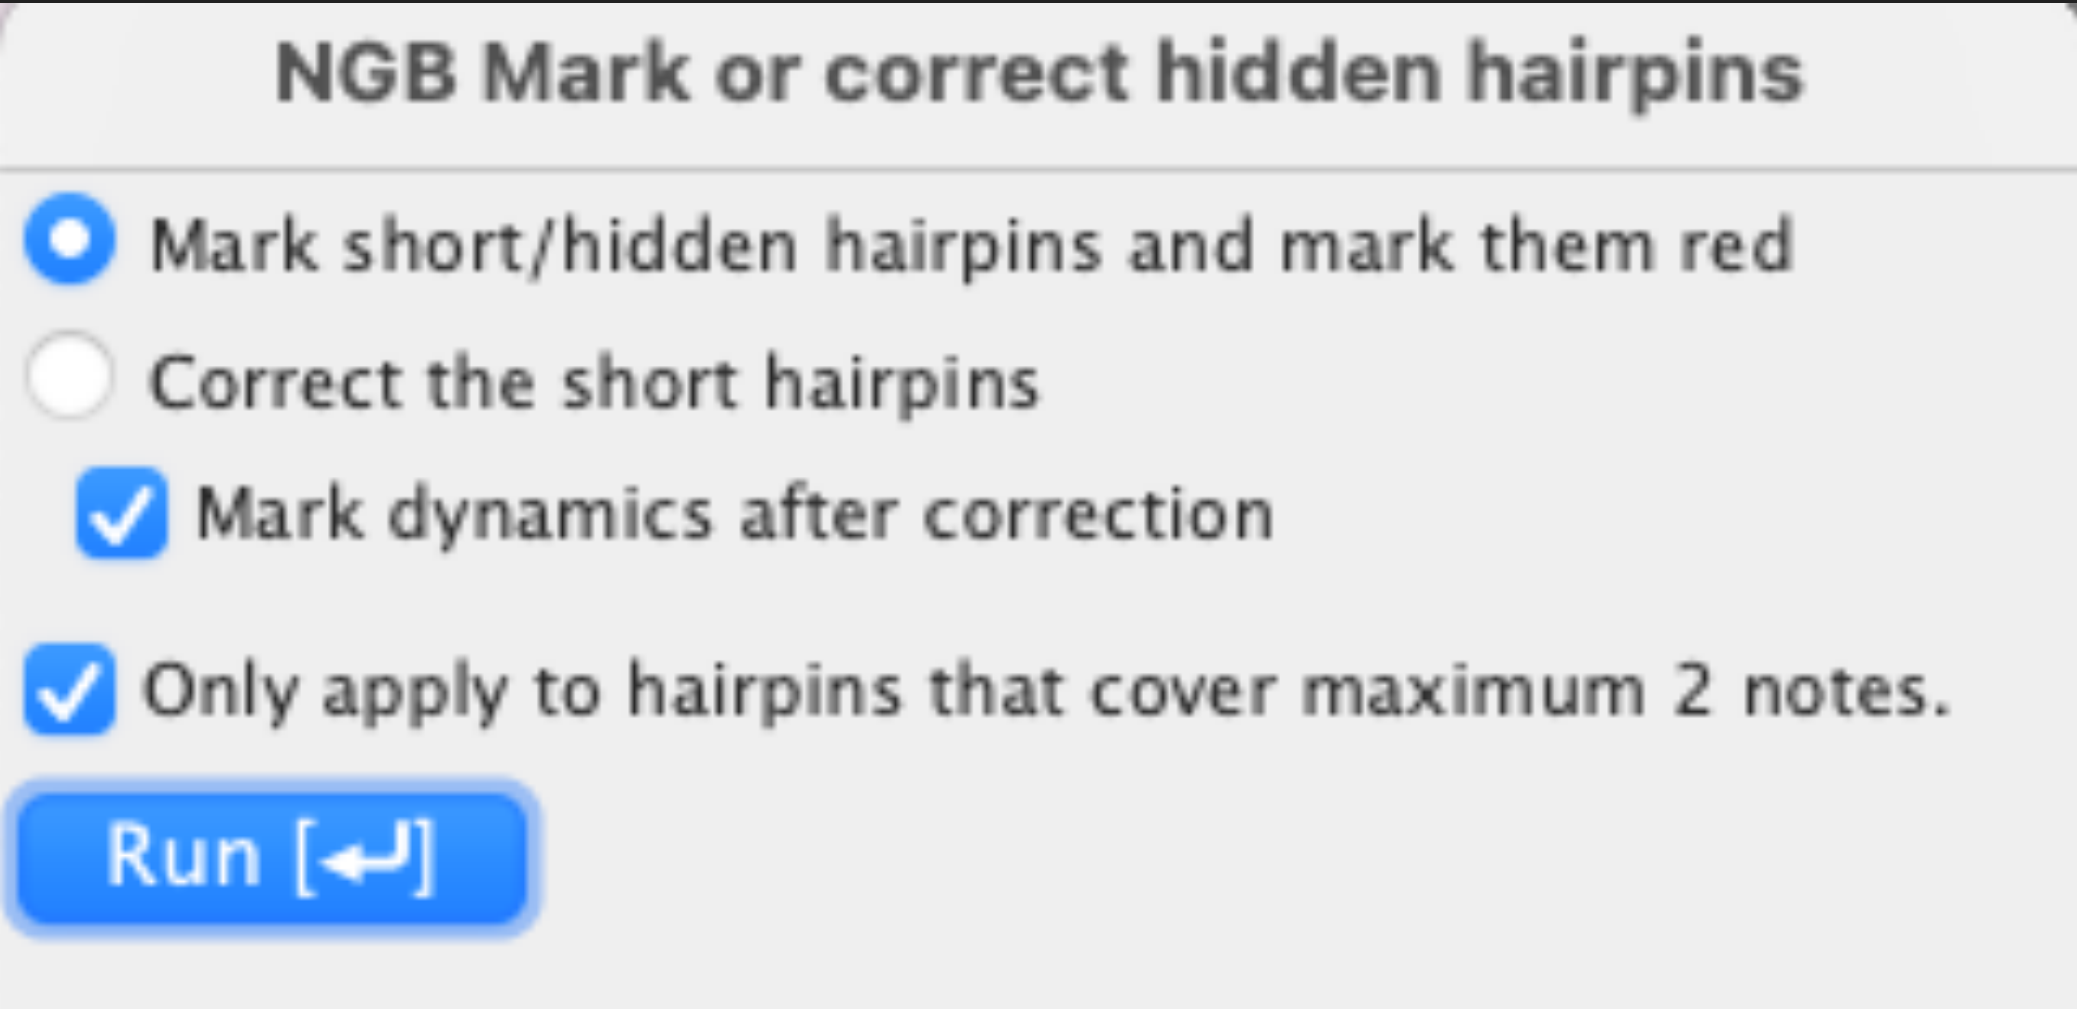 NGB Mark or correct hidden hairpins
Mark short/hidden hairpins and mark them red
Correct the short hairpins
Mark dynamics after correction
Only apply to hairpins that cover maximum 2 notes.
Run [↵]